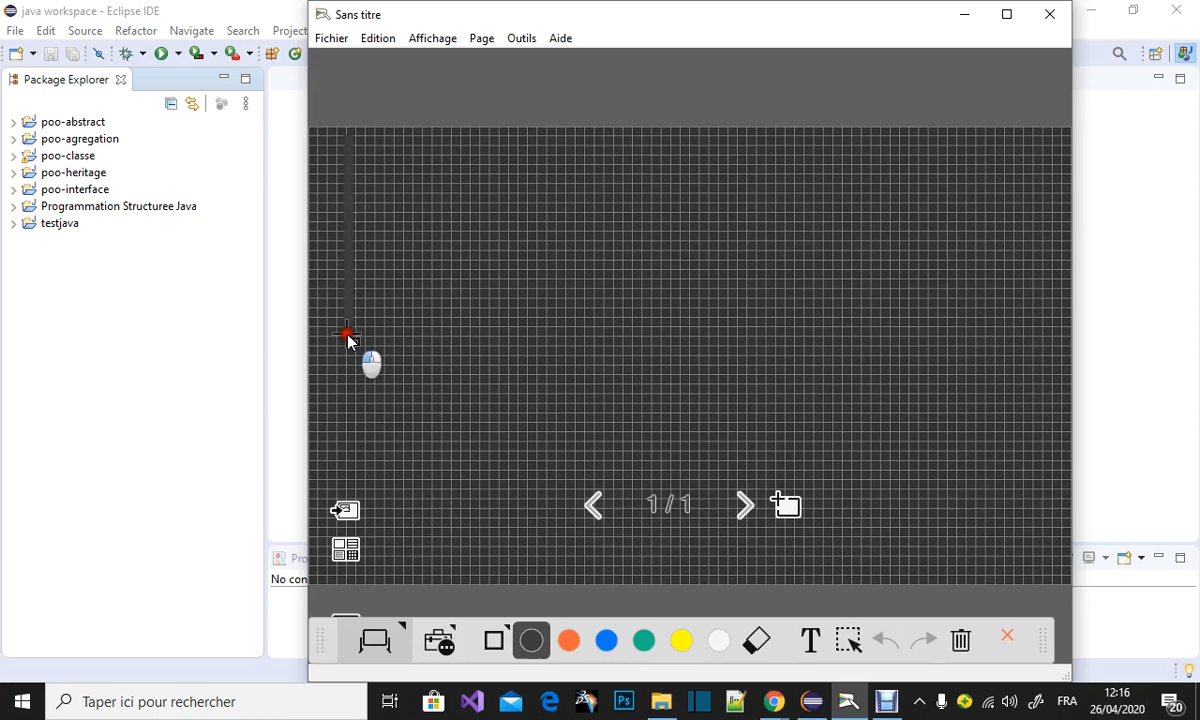 java workspace - Eclipse IDE
File Edit Source Refactor Navigate Search Project
Package Explorer
poo-abstract
poo-agregation
poo-classe
poo-heritage
poo-interface
Programmation Structuree Java
testjava
Sans titre
Fichier Edition Affichage Page Outils Aide
1 / 1
No con
T
Taper ici pour rechercher
Ps
FRA
12:16
26/04/2020
20